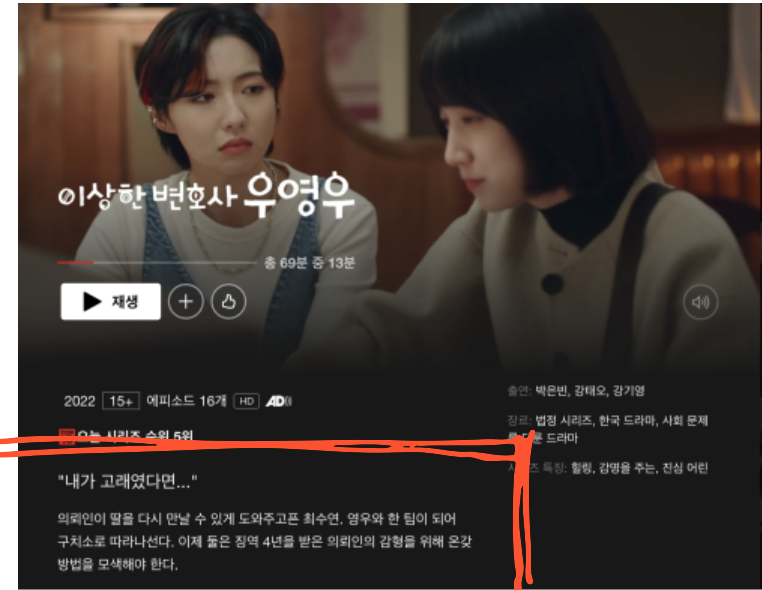 이상한 변호사 우영우
총 69분 중 13분
재생
2022 15+ 에피소드 16개 HD AD
오늘 시리즈 순위 5위
"내가 고래였다면..."
의뢰인이 딸을 다시 만날 수 있게 도와주고픈 최수연. 영우와 한 팀이 되어
구치소로 따라나선다. 이제 둘은 징역 4년을 받은 의뢰인의 감형을 위해 온갖
방법을 모색해야 한다.
출연: 박은빈, 강태오, 강기영
장르: 법정 시리즈, 한국 드라마, 사회 문제
를 다룬 드라마
시리즈 특징: 힐링, 감명을 주는, 진심 어린